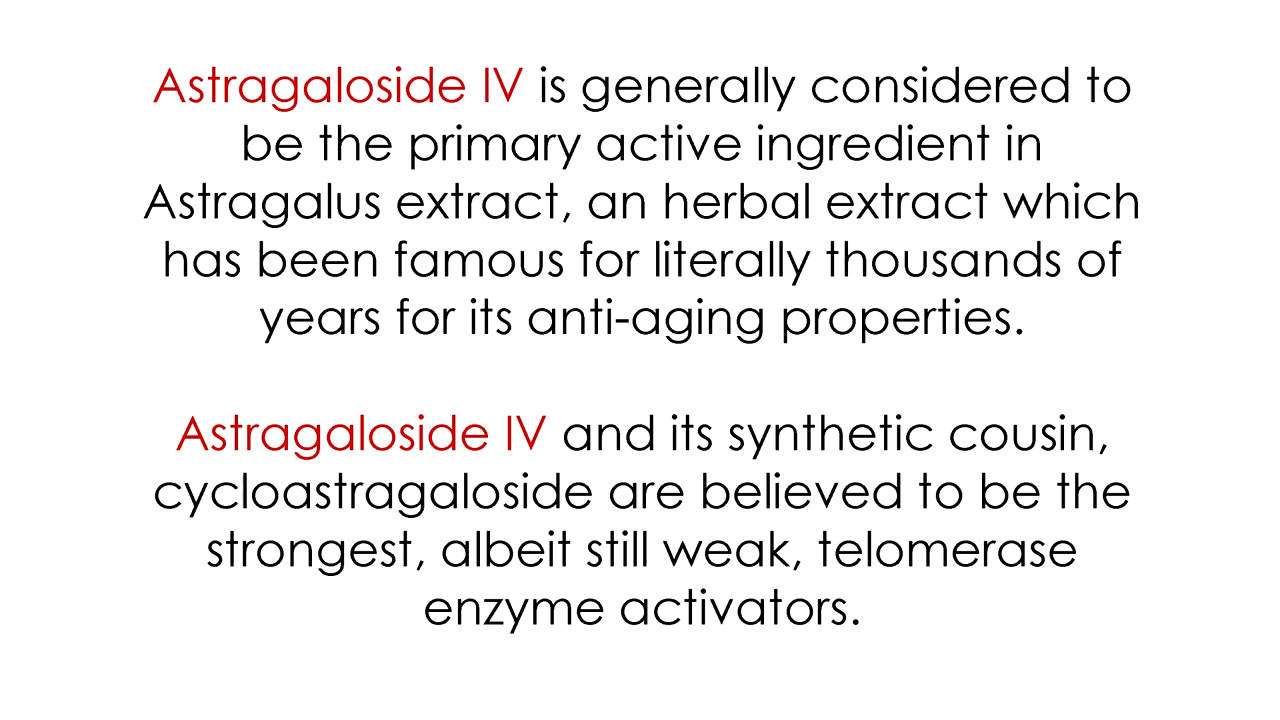 Astragaloside IV is generally considered to
be the primary active ingredient in
Astragalus extract, an herbal extract which
has been famous for literally thousands of
years for its anti-aging properties.
Astragaloside IV and its synthetic cousin,
cycloastragaloside are believed to be the
strongest, albeit still weak, telomerase
enzyme activators.